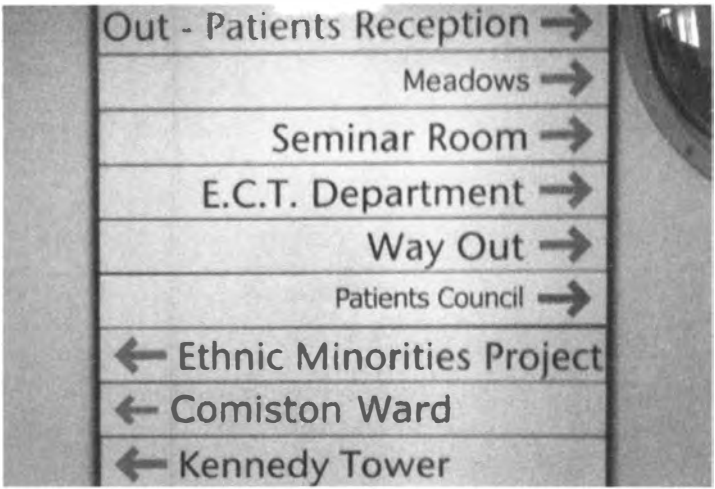 Out - Patients Reception →
Meadows →
Seminar Room →
E.C.T. Department →
Way Out →
Patients Council →
← Ethnic Minorities Project
← Comiston Ward
← Kennedy Tower